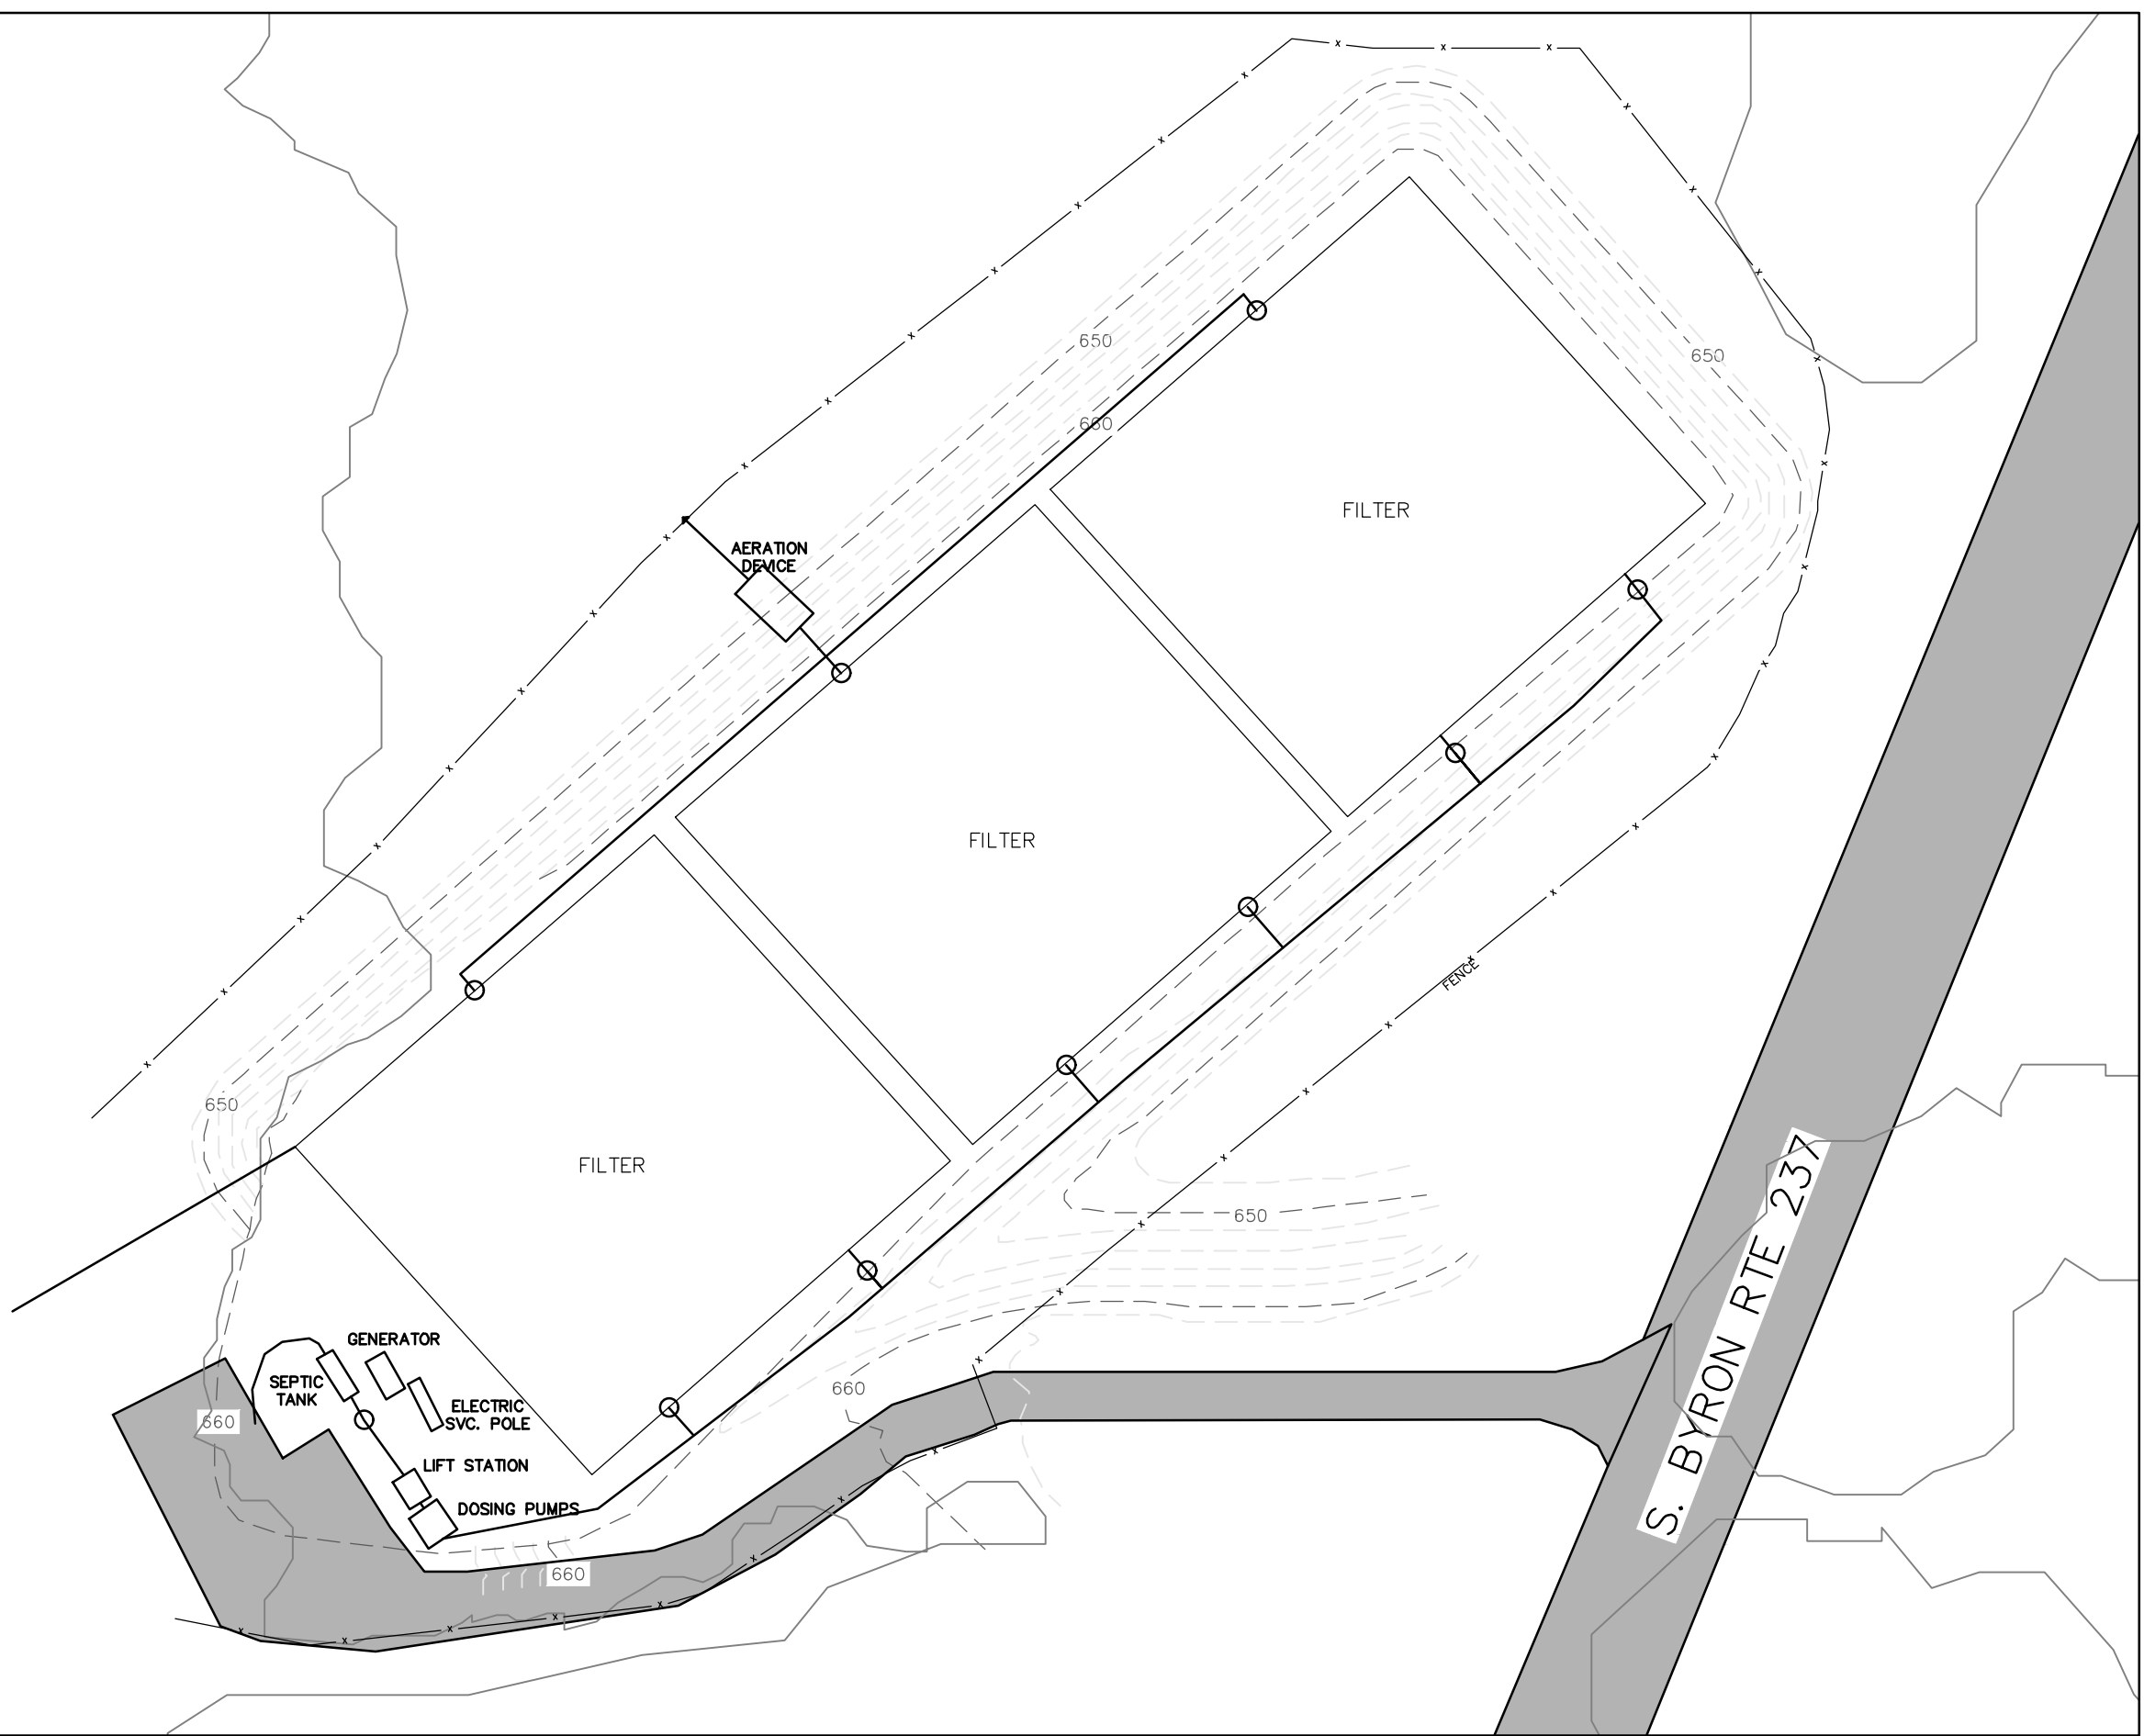 650
650
660
FILTER
AERATION
DEVICE
FILTER
FENCE
650
FILTER
650
S. BYRON RTE 237
GENERATOR
SEPTIC
TANK
660
660
ELECTRIC
SVC. POLE
LIFT STATION
DOSING PUMPS
660